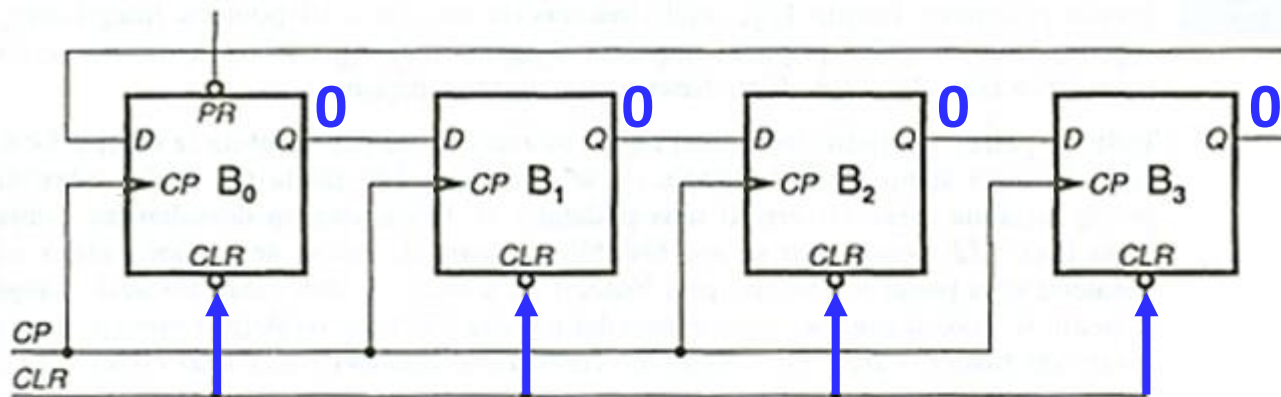 PR
0 0 0 0
D Q D Q D Q D Q
CP B₀ CP B₁ CP B₂ CP B₃
CLR CLR CLR CLR
CP
CLR